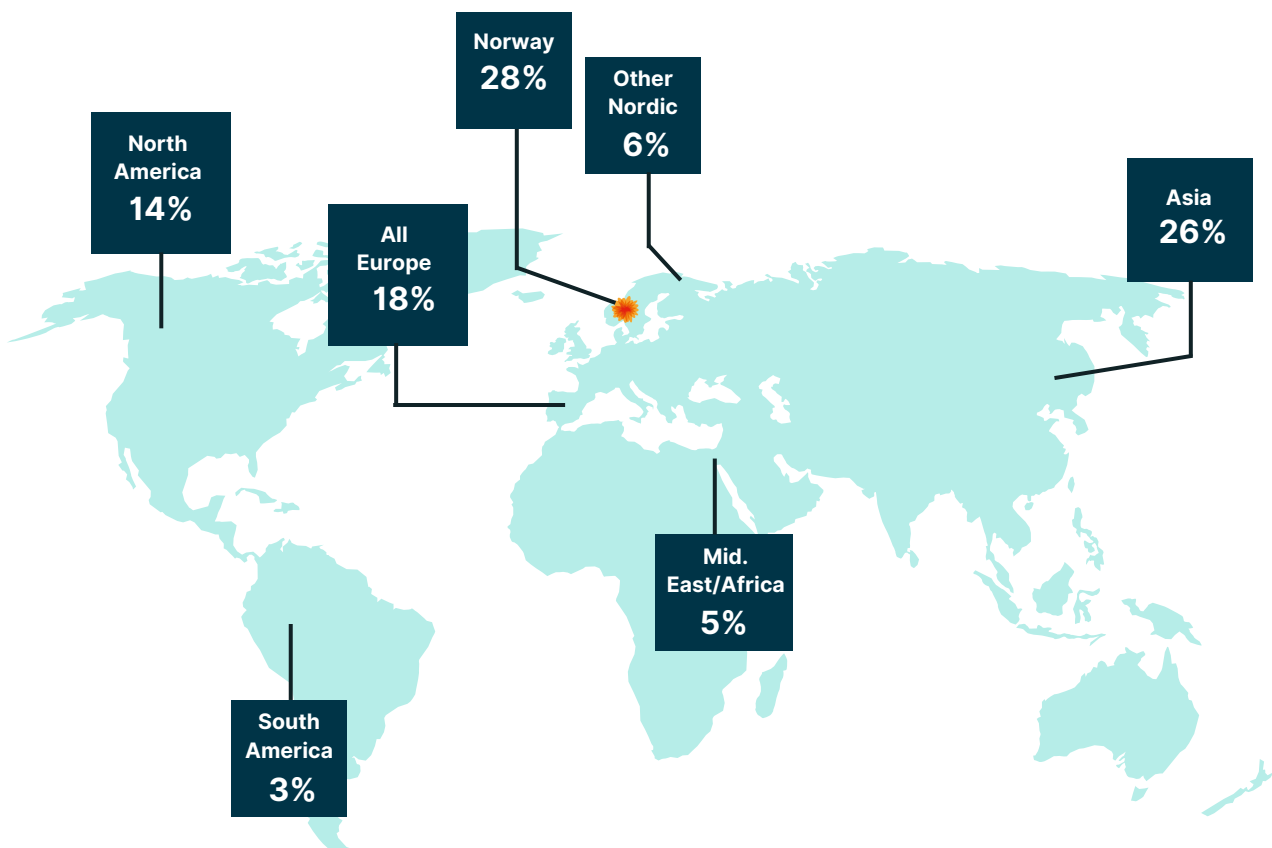 Norway
28%
Other
Nordic
6%
North
America
14%
Asia
26%
All
Europe
18%
Mid.
East/Africa
5%
South
America
3%